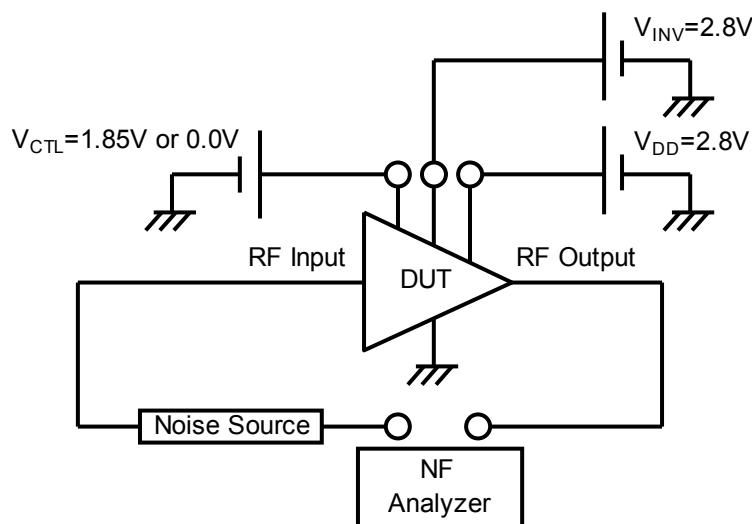 V_INV=2.8V
V_CTL=1.85V or 0.0V
V_DD=2.8V
RF Input
RF Output
DUT
Noise Source
NF
Analyzer